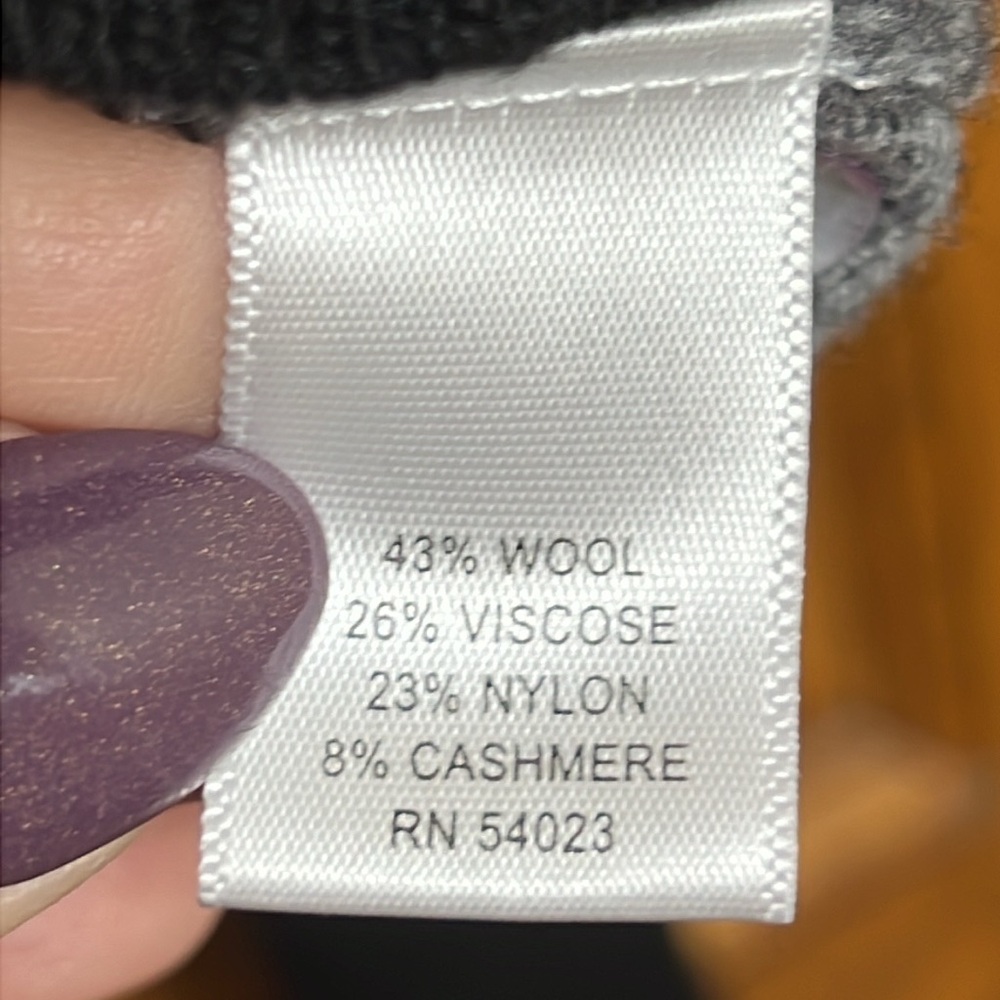 43% WOOL
26% VISCOSE
23% NYLON
8% CASHMERE
RN 54023